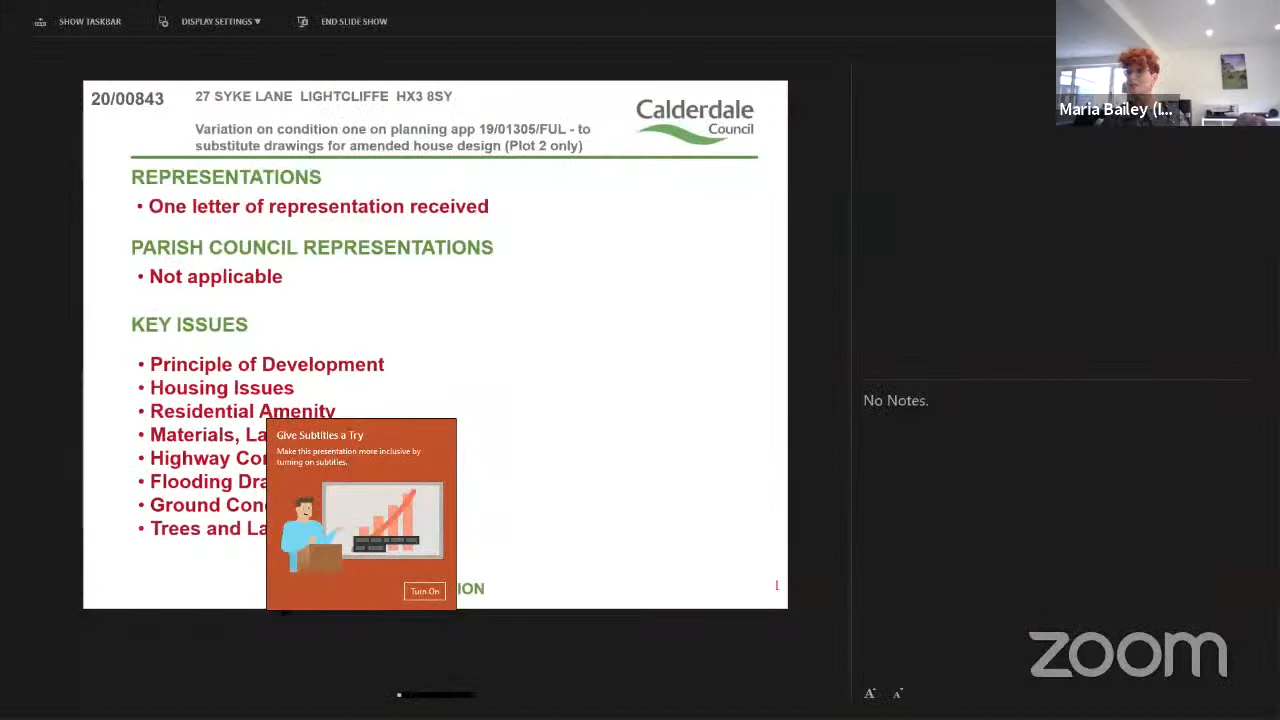 SHOW TASKBAR
DISPLAY SETTINGS ▼
END SLIDE SHOW
Maria Bailey (I...
20/00843
27 SYKE LANE LIGHTCLIFFE HX3 8SY
Variation on condition one on planning app 19/01305/FUL - to
substitute drawings for amended house design (Plot 2 only)
Calderdale
Council
REPRESENTATIONS
• One letter of representation received
PARISH COUNCIL REPRESENTATIONS
• Not applicable
KEY ISSUES
• Principle of Development
• Housing Issues
• Residential Amenity
• Materials, La
• Highway Con
• Flooding Dra
• Ground Cond
• Trees and La
Give Subtitles a Try
Make this presentation more inclusive by
turning on subtitles.
Turn On
ION
No Notes.
A A
zoom